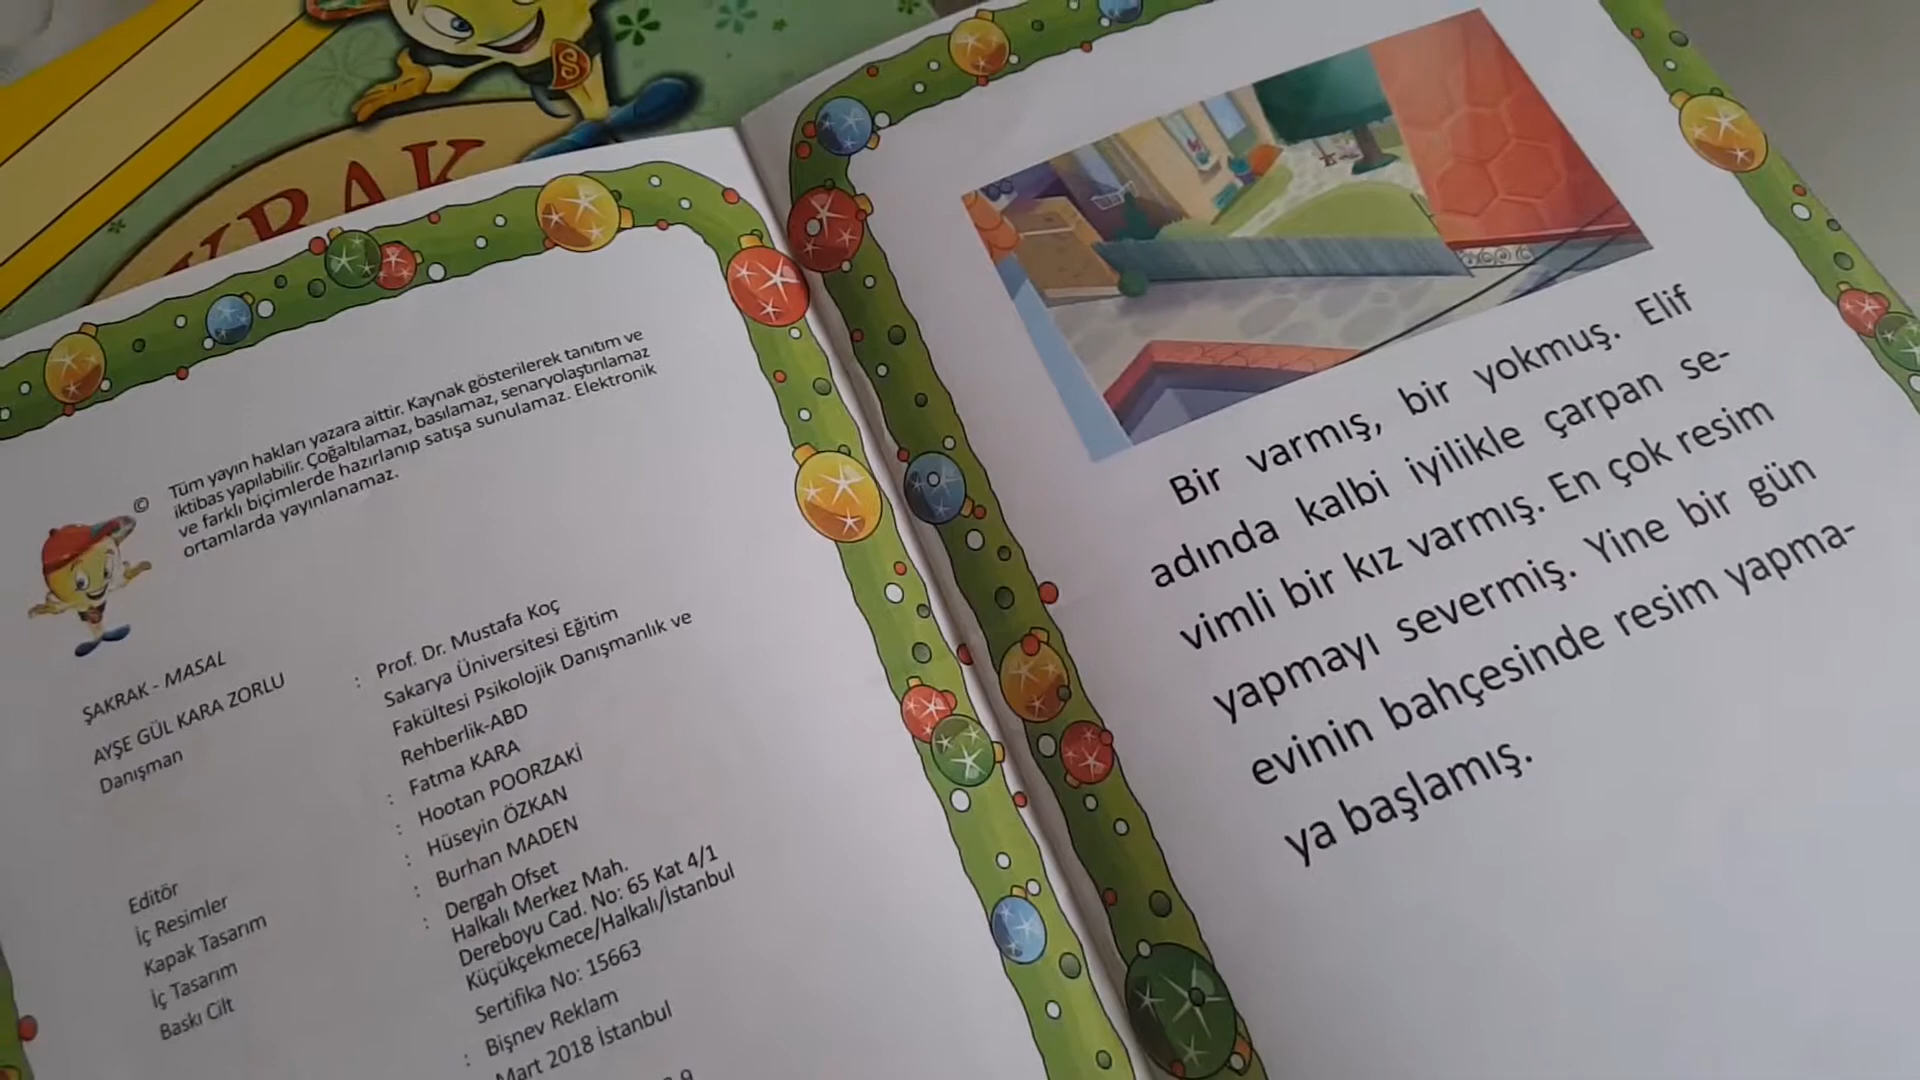 KRAK
© Tüm yayın hakları yazara aittir. Kaynak gösterilerek tanıtım ve
iktibas yapılabilir. Çoğaltılamaz, basılamaz, senaryolaştırılamaz
ve farklı biçimlerde hazırlanıp satışa sunulamaz. Elektronik
ortamlarda yayınlanamaz.
ŞAKRAK - MASAL
AYŞE GÜL KARA ZORLU
Danışman : Prof. Dr. Mustafa Koç
Sakarya Üniversitesi Eğitim
Fakültesi Psikolojik Danışmanlık ve
Rehberlik-ABD
Editör : Fatma KARA
İç Resimler : Hootan POORZAKİ
Kapak Tasarım : Hüseyin ÖZKAN
İç Tasarım : Burhan MADEN
Baskı Cilt : Dergah Ofset
Halkalı Merkez Mah.
Dereboyu Cad. No: 65 Kat 4/1
Küçükçekmece/Halkalı/İstanbul
Sertifika No: 15663
: Bişnev Reklam
Mart 2018 İstanbul
Bir varmış, bir yokmuş. Elif
adında kalbi iyilikle çarpan se-
vimli bir kız varmış. En çok resim
yapmayı severmiş. Yine bir gün
evinin bahçesinde resim yapma-
ya başlamış.